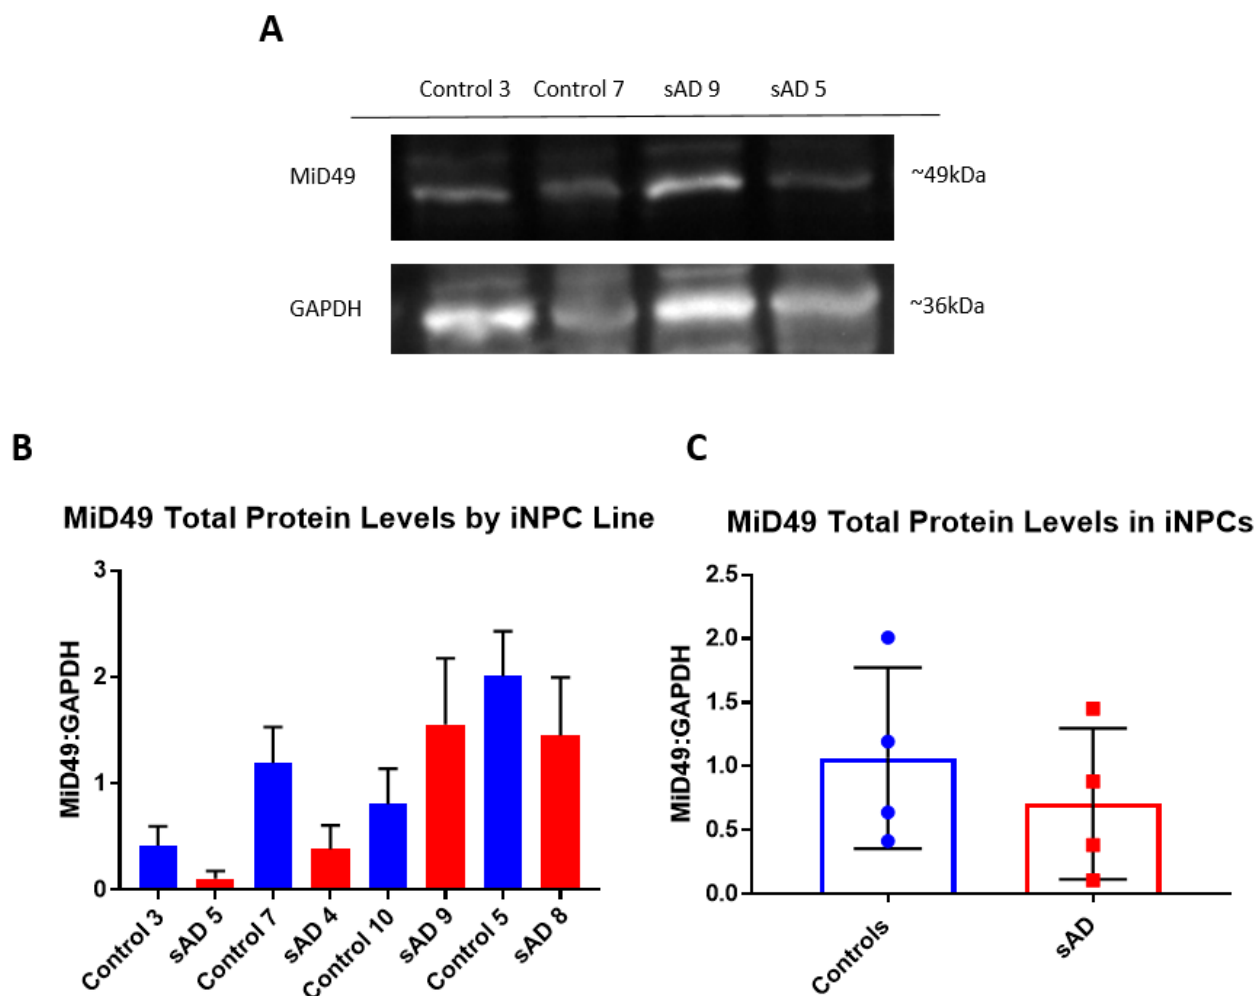 A
Control 3 Control 7 sAD 9 sAD 5
MiD49 ~49kDa
GAPDH ~36kDa
B
MiD49 Total Protein Levels by iNPC Line
MiD49:GAPDH
3
2
1
0
Control 3 sAD 5 Control 7 sAD 4 Control 10 sAD 9 Control 5 sAD 8
C
MiD49 Total Protein Levels in iNPCs
MiD49:GAPDH
2.5
2.0
1.5
1.0
0.5
0.0
Controls sAD